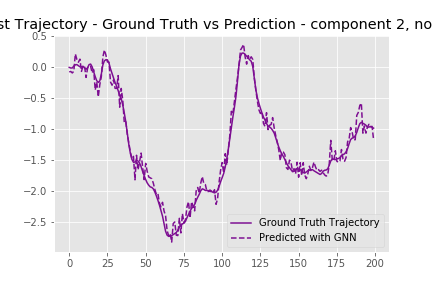 st Trajectory - Ground Truth vs Prediction - component 2, no
0.5
0.0
−0.5
−1.0
−1.5
−2.0
−2.5
Ground Truth Trajectory
Predicted with GNN
0 25 50 75 100 125 150 175 200